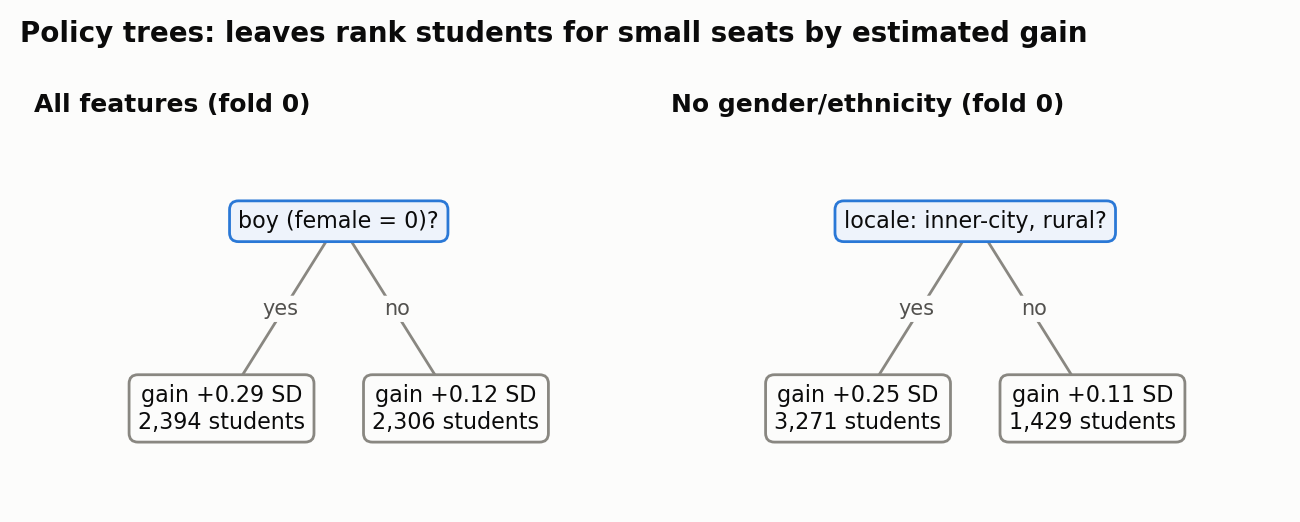 Policy trees: leaves rank students for small seats by estimated gain
All features (fold 0)
boy (female = 0)?
yes
no
gain +0.29 SD
2,394 students
gain +0.12 SD
2,306 students
No gender/ethnicity (fold 0)
locale: inner-city, rural?
yes
no
gain +0.25 SD
3,271 students
gain +0.11 SD
1,429 students